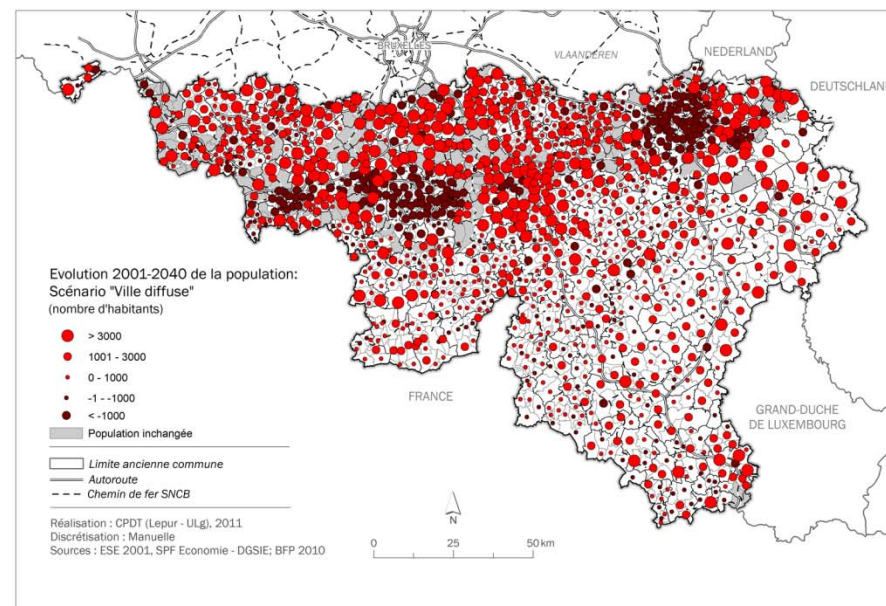 BRUXELLES
VLAANDEREN
NEDERLAND
DEUTSCHLAND
Evolution 2001-2040 de la population:
Scénario "Ville diffuse"
(nombre d'habitants)
> 3000
1001 - 3000
0 - 1000
-1 - -1000
< -1000
Population inchangée
FRANCE
GRAND-DUCHE
DE LUXEMBOURG
Limite ancienne commune
Autoroute
Chemin de fer SNCB
Réalisation : CPDT (Lepur - ULg), 2011
Discrétisation : Manuelle
Sources : ESE 2001, SPF Economie - DGSIE; BFP 2010
N
0 25 50 km